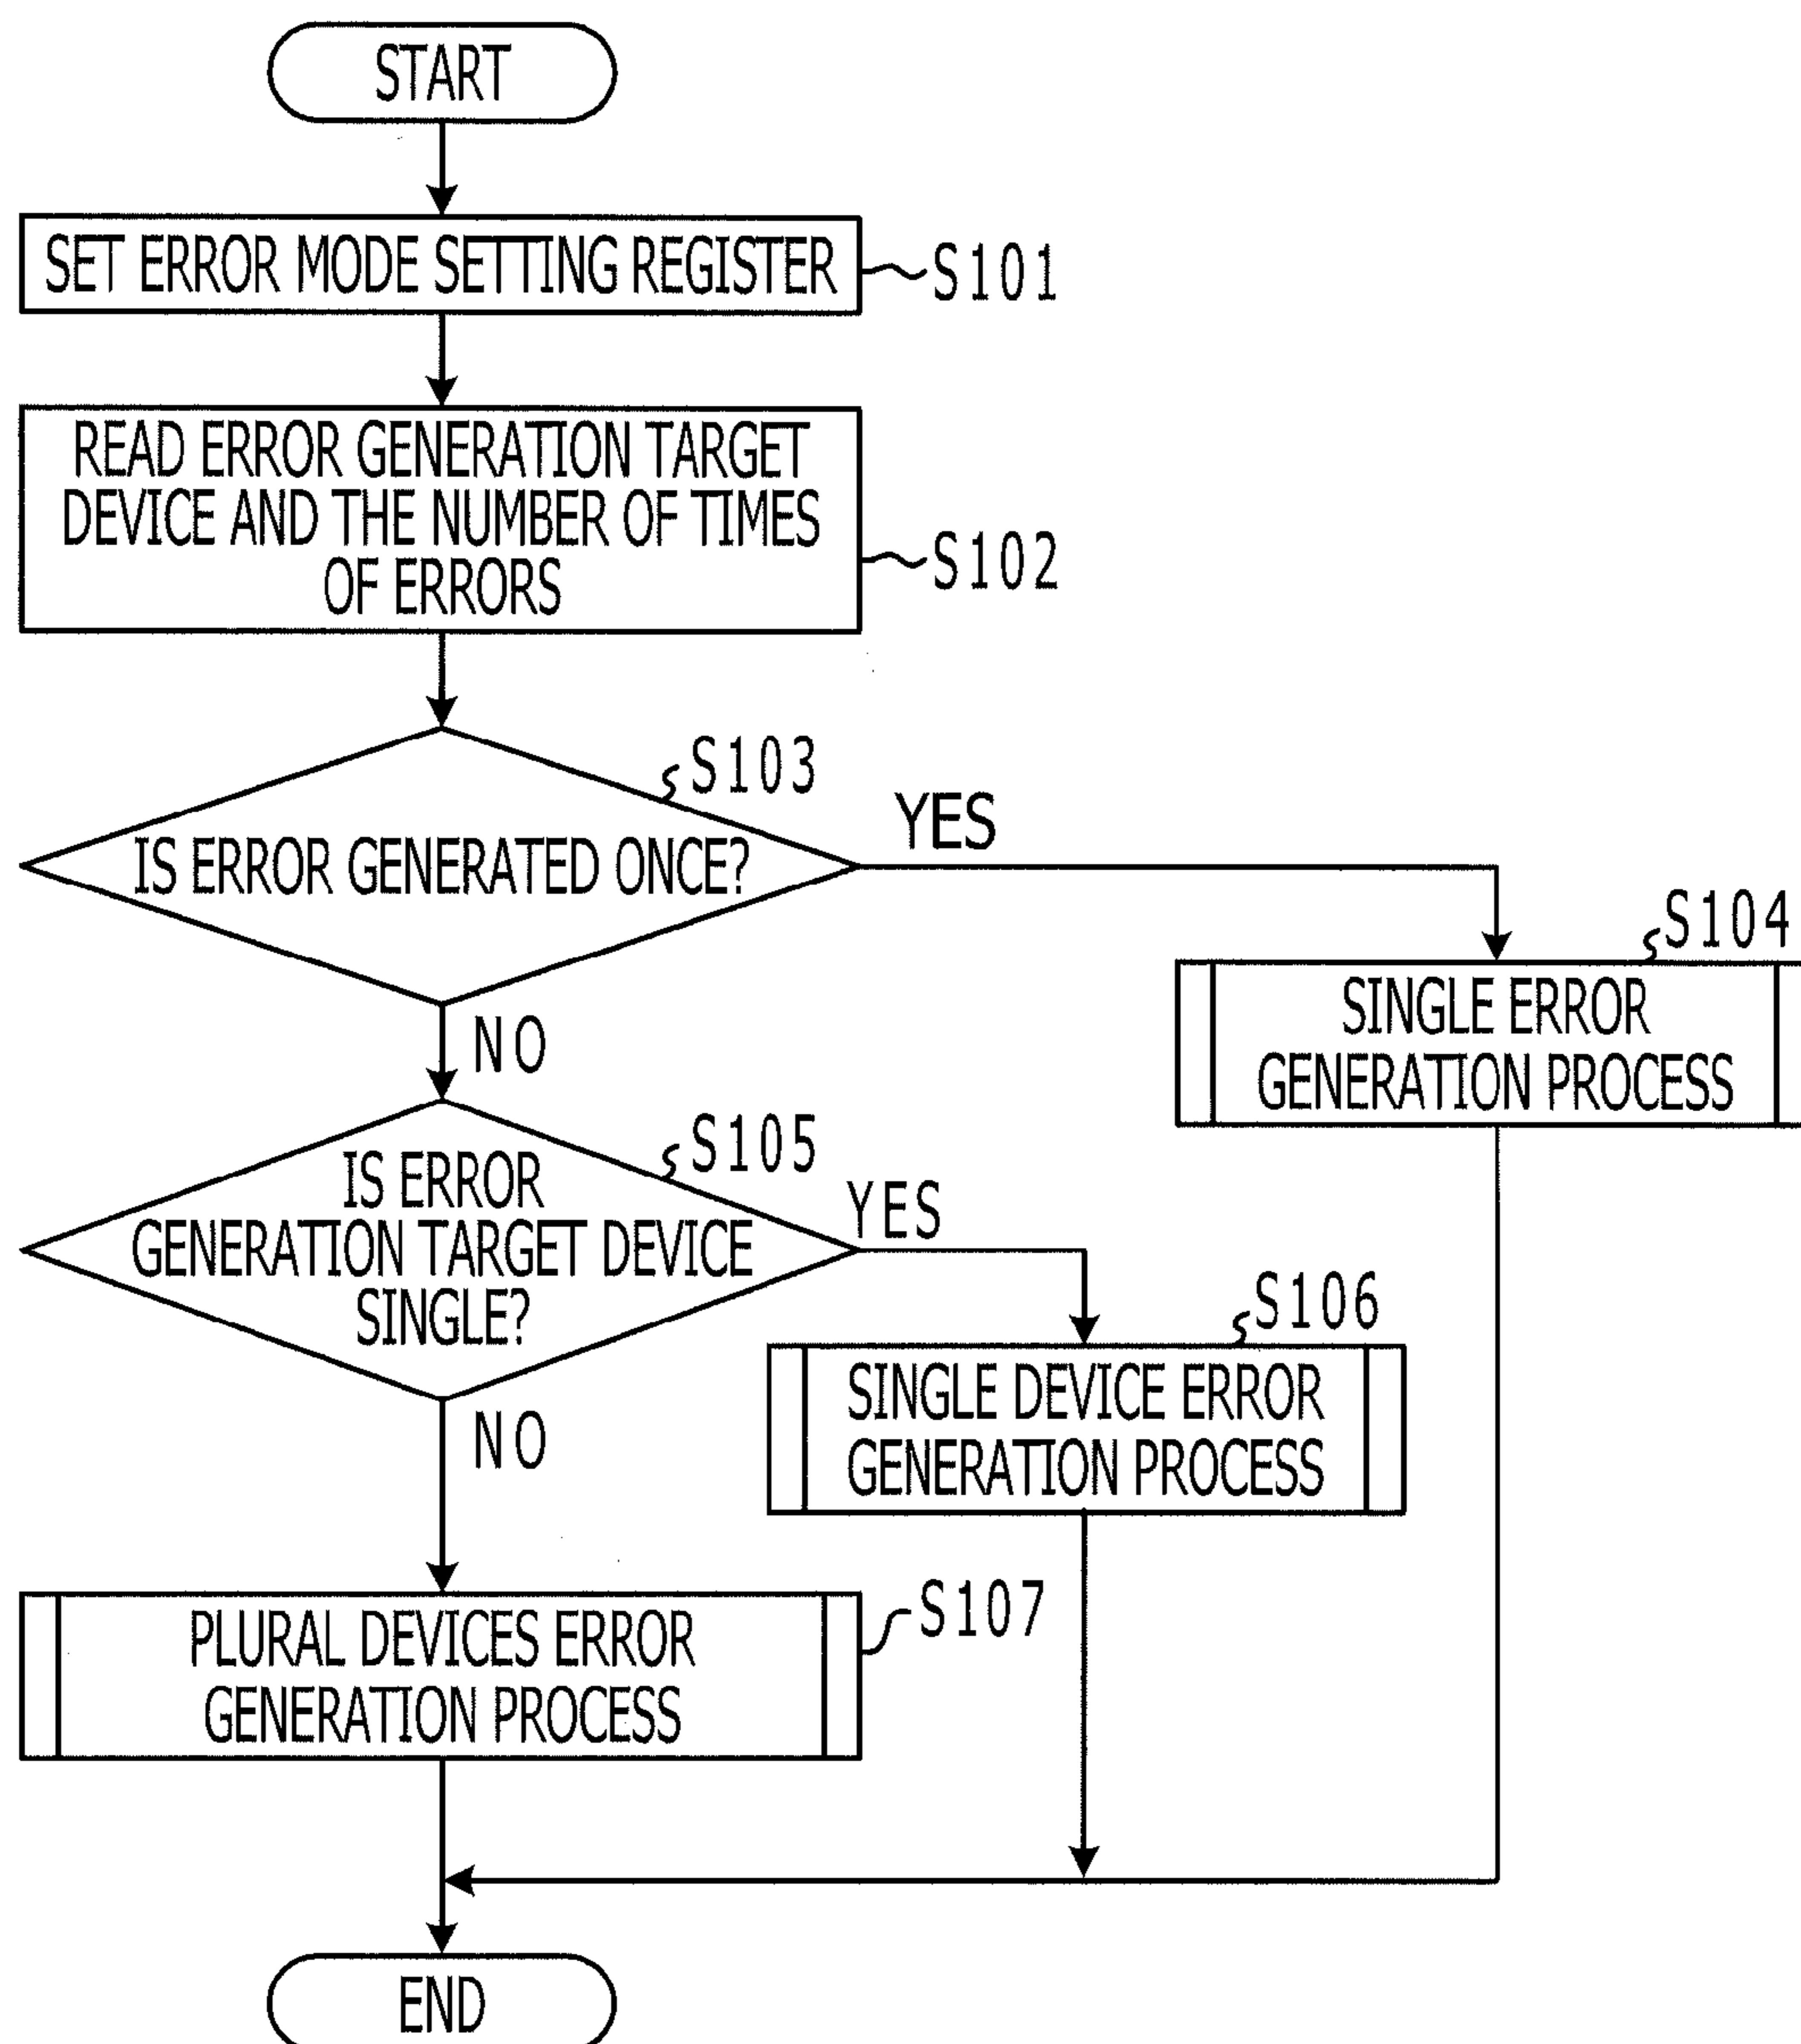 START
SET ERROR MODE SETTING REGISTER
S101
READ ERROR GENERATION TARGET
DEVICE AND THE NUMBER OF TIMES
OF ERRORS
S102
S103
IS ERROR GENERATED ONCE?
YES
NO
S104
SINGLE ERROR
GENERATION PROCESS
S105
IS ERROR
GENERATION TARGET DEVICE
SINGLE?
YES
NO
S106
SINGLE DEVICE ERROR
GENERATION PROCESS
S107
PLURAL DEVICES ERROR
GENERATION PROCESS
END